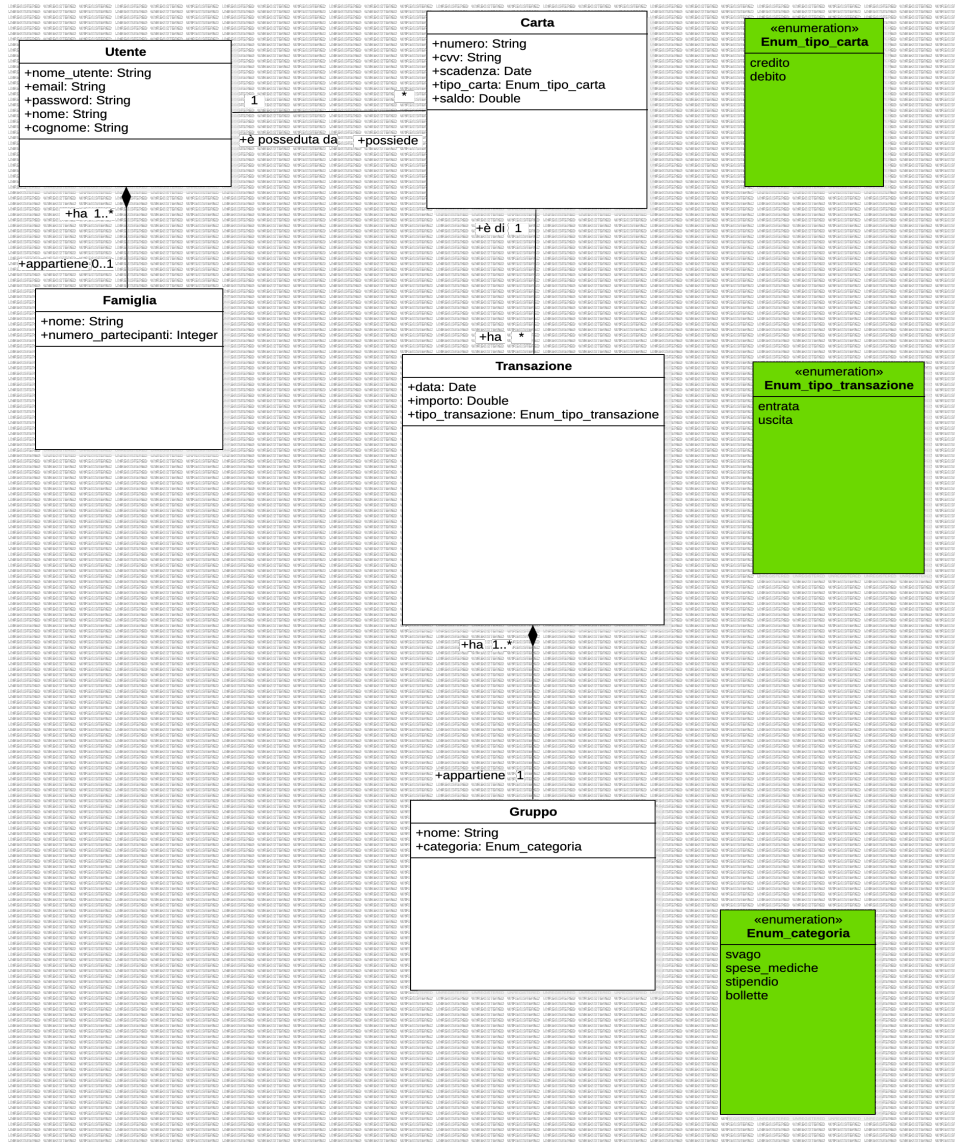 Utente
+nome_utente: String
+email: String
+password: String
+nome: String
+cognome: String
1
*
+è posseduta da
+possiede
Carta
+numero: String
+cvv: String
+scadenza: Date
+tipo_carta: Enum_tipo_carta
+saldo: Double
«enumeration»
Enum_tipo_carta
credito
debito
+ha 1..*
+appartiene 0..1
Famiglia
+nome: String
+numero_partecipanti: Integer
+è di 1
+ha *
Transazione
+data: Date
+importo: Double
+tipo_transazione: Enum_tipo_transazione
«enumeration»
Enum_tipo_transazione
entrata
uscita
+ha 1..*
+appartiene 1
Gruppo
+nome: String
+categoria: Enum_categoria
«enumeration»
Enum_categoria
svago
spese_mediche
stipendio
bollette